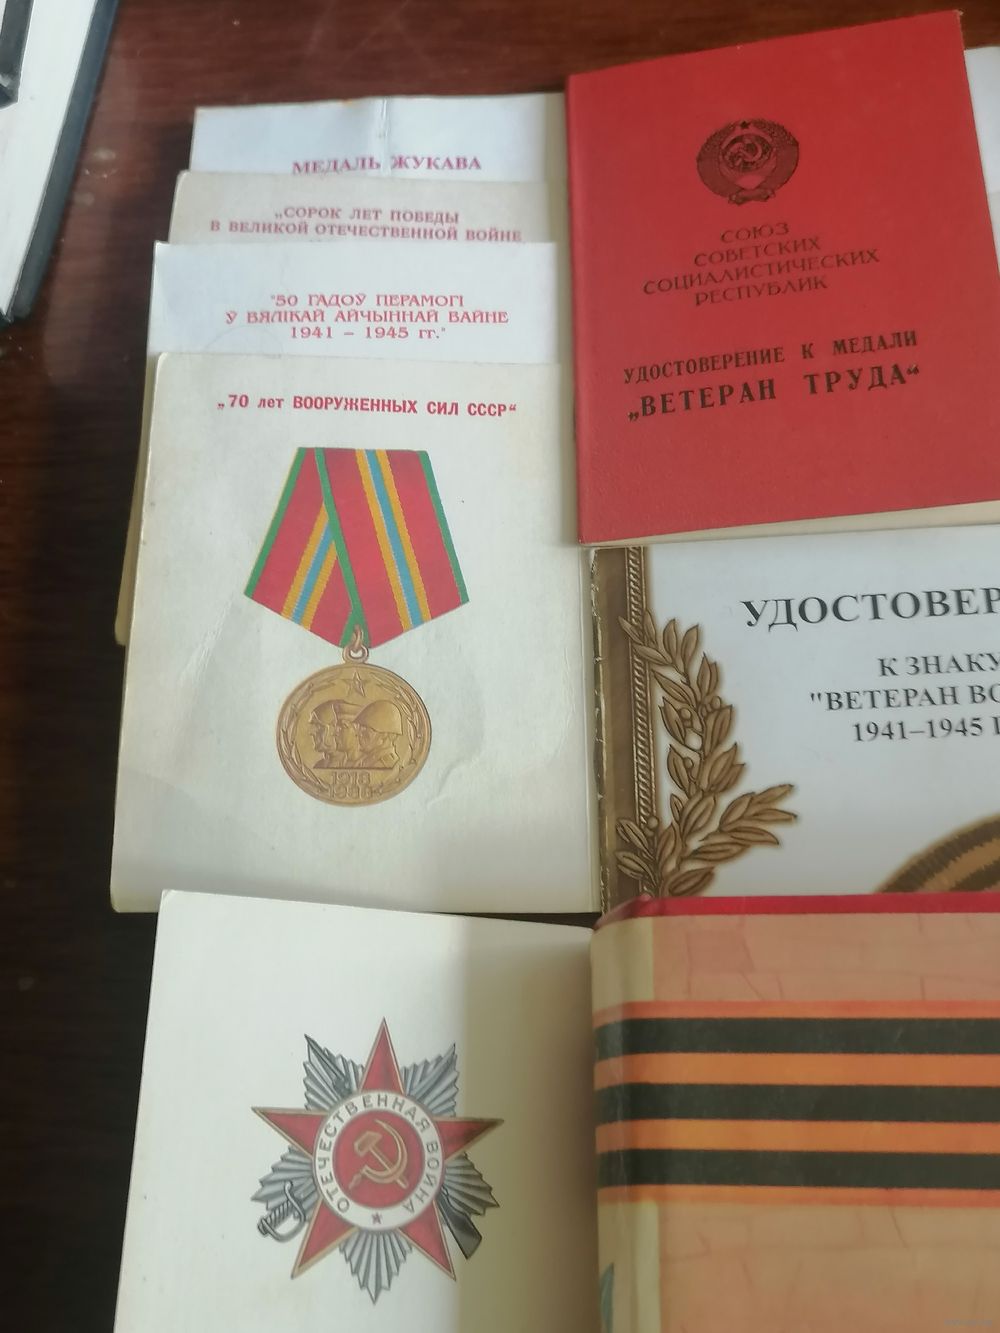 МЕДАЛЬ ЖУКАВА
„СОРОК ЛЕТ ПОБЕДЫ
В ВЕЛИКОЙ ОТЕЧЕСТВЕННОЙ ВОЙНЕ
"50 ГАДОЎ ПЕРАМОГІ
Ў ВЯЛІКАЙ АЙЧЫННАЙ ВАЙНЕ
1941 – 1945 гг."
„70 лет ВООРУЖЕННЫХ СИЛ СССР“
1918
1988
СОЮЗ
СОВЕТСКИХ
СОЦИАЛИСТИЧЕСКИХ
РЕСПУБЛИК
УДОСТОВЕРЕНИЕ К МЕДАЛИ
„ВЕТЕРАН ТРУДА“
УДОСТОВЕР
К ЗНАКУ
"ВЕТЕРАН ВО
1941–1945 Г
ОТЕЧЕСТВЕННАЯ ВОЙНА